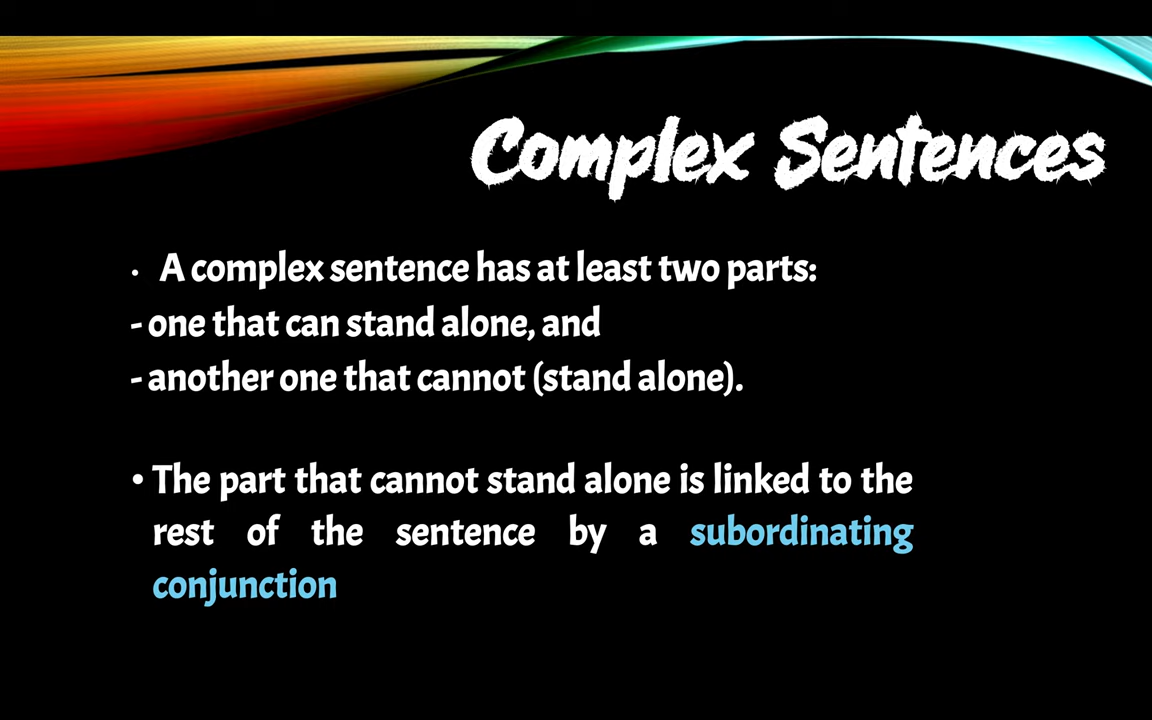 Complex Sentences
• A complex sentence has at least two parts:
- one that can stand alone, and
- another one that cannot (stand alone).
• The part that cannot stand alone is linked to the
rest of the sentence by a subordinating
conjunction